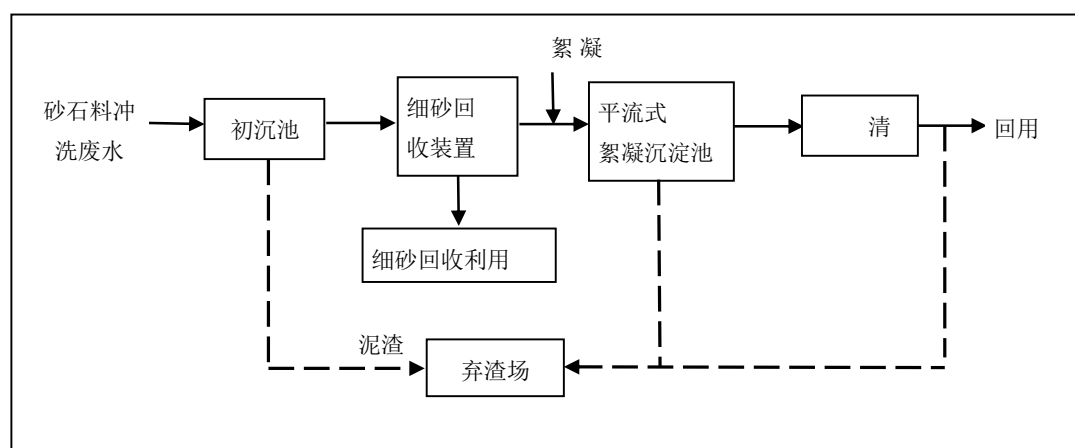 絮 凝
砂石料冲
洗废水
初沉池
细砂回
收装置
平流式
絮凝沉淀池
清
回用
细砂回收利用
泥渣
弃渣场